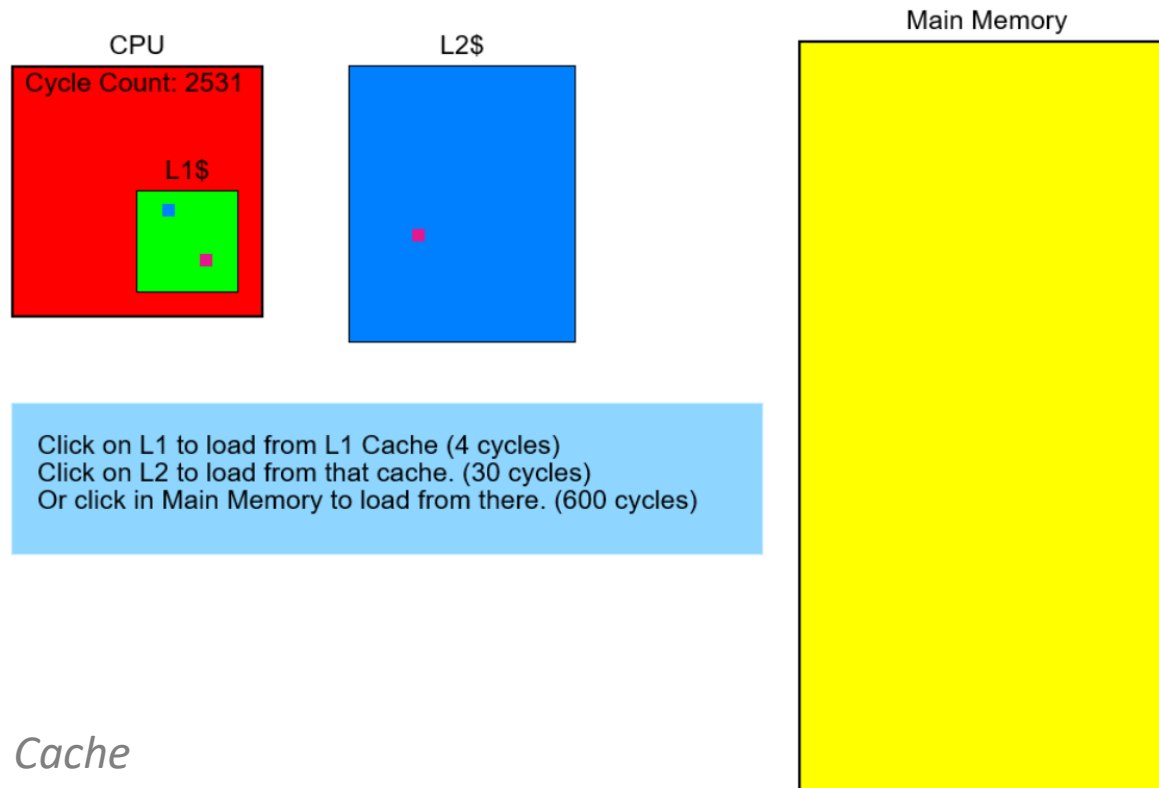 Main Memory
CPU
L2$
Cycle Count: 2531
L1$
Click on L1 to load from L1 Cache (4 cycles)
Click on L2 to load from that cache. (30 cycles)
Or click in Main Memory to load from there. (600 cycles)
Cache